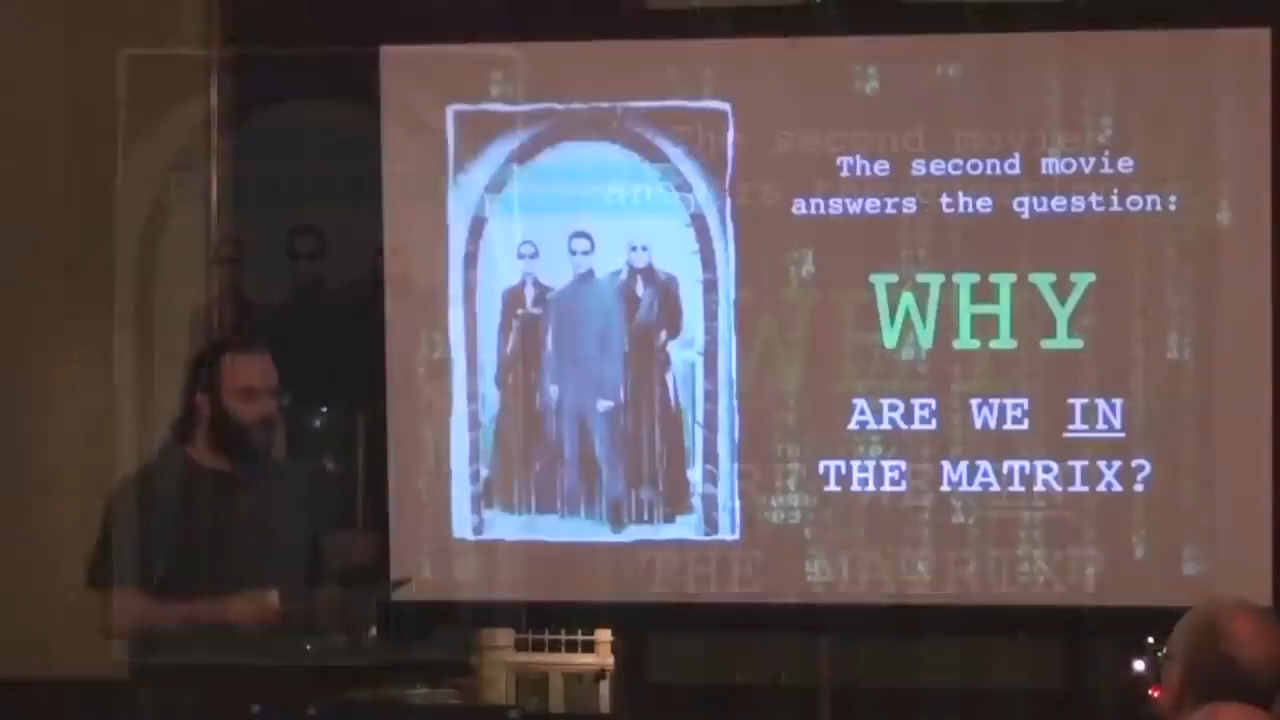 The second movie
answers the question:
WHY
ARE WE IN
THE MATRIX?